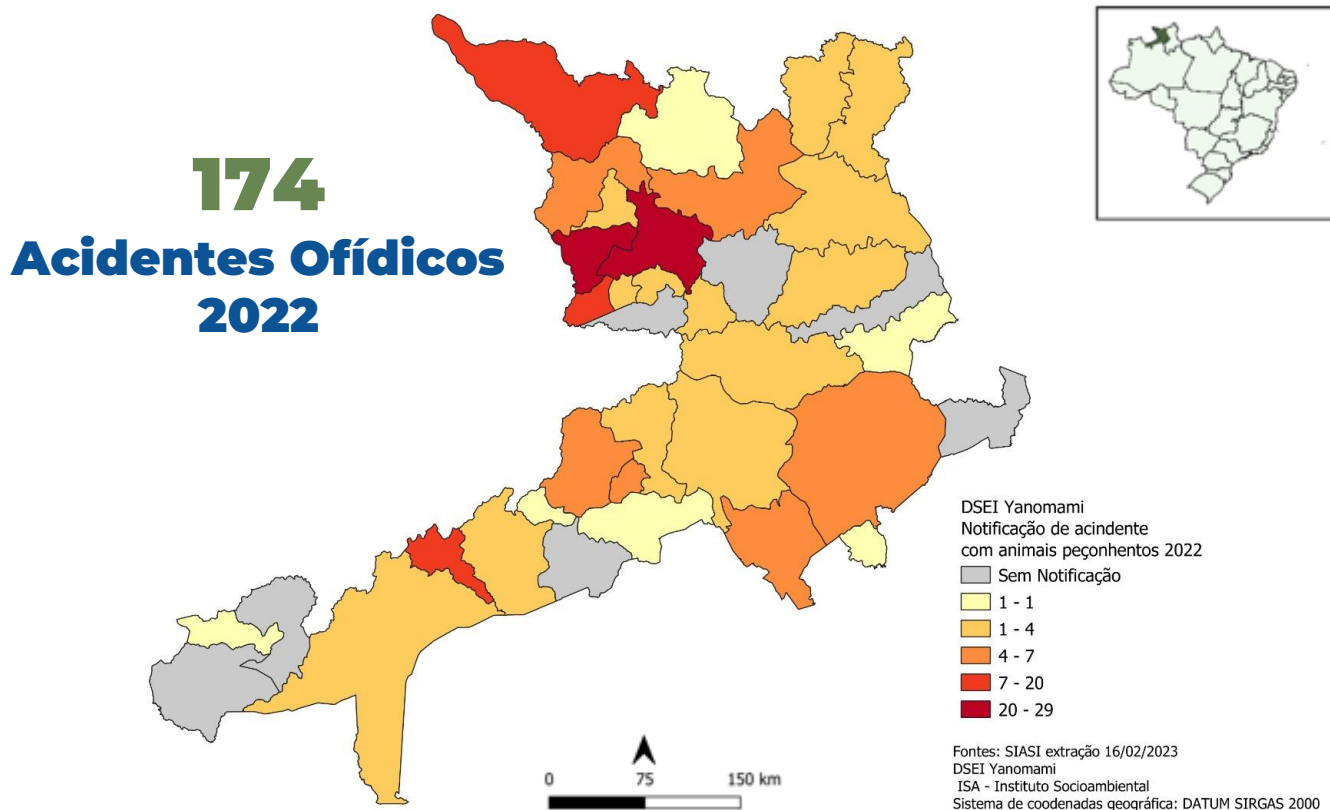 174
Acidentes Ofídicos
2022
DSEI Yanomami
Notificação de acindente
com animais peçonhentos 2022
Sem Notificação
1 - 1
1 - 4
4 - 7
7 - 20
20 - 29
0 75 150 km
Fontes: SIASI extração 16/02/2023
DSEI Yanomami
ISA - Instituto Socioambiental
Sistema de coodenadas geográfica: DATUM SIRGAS 2000